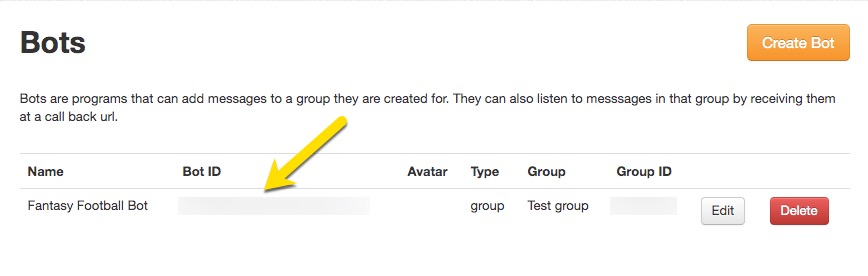 Bots
Create Bot
Bots are programs that can add messages to a group they are created for. They can also listen to messsages in that group by receiving them
at a call back url.
Name Bot ID Avatar Type Group Group ID
Fantasy Football Bot group Test group Edit Delete